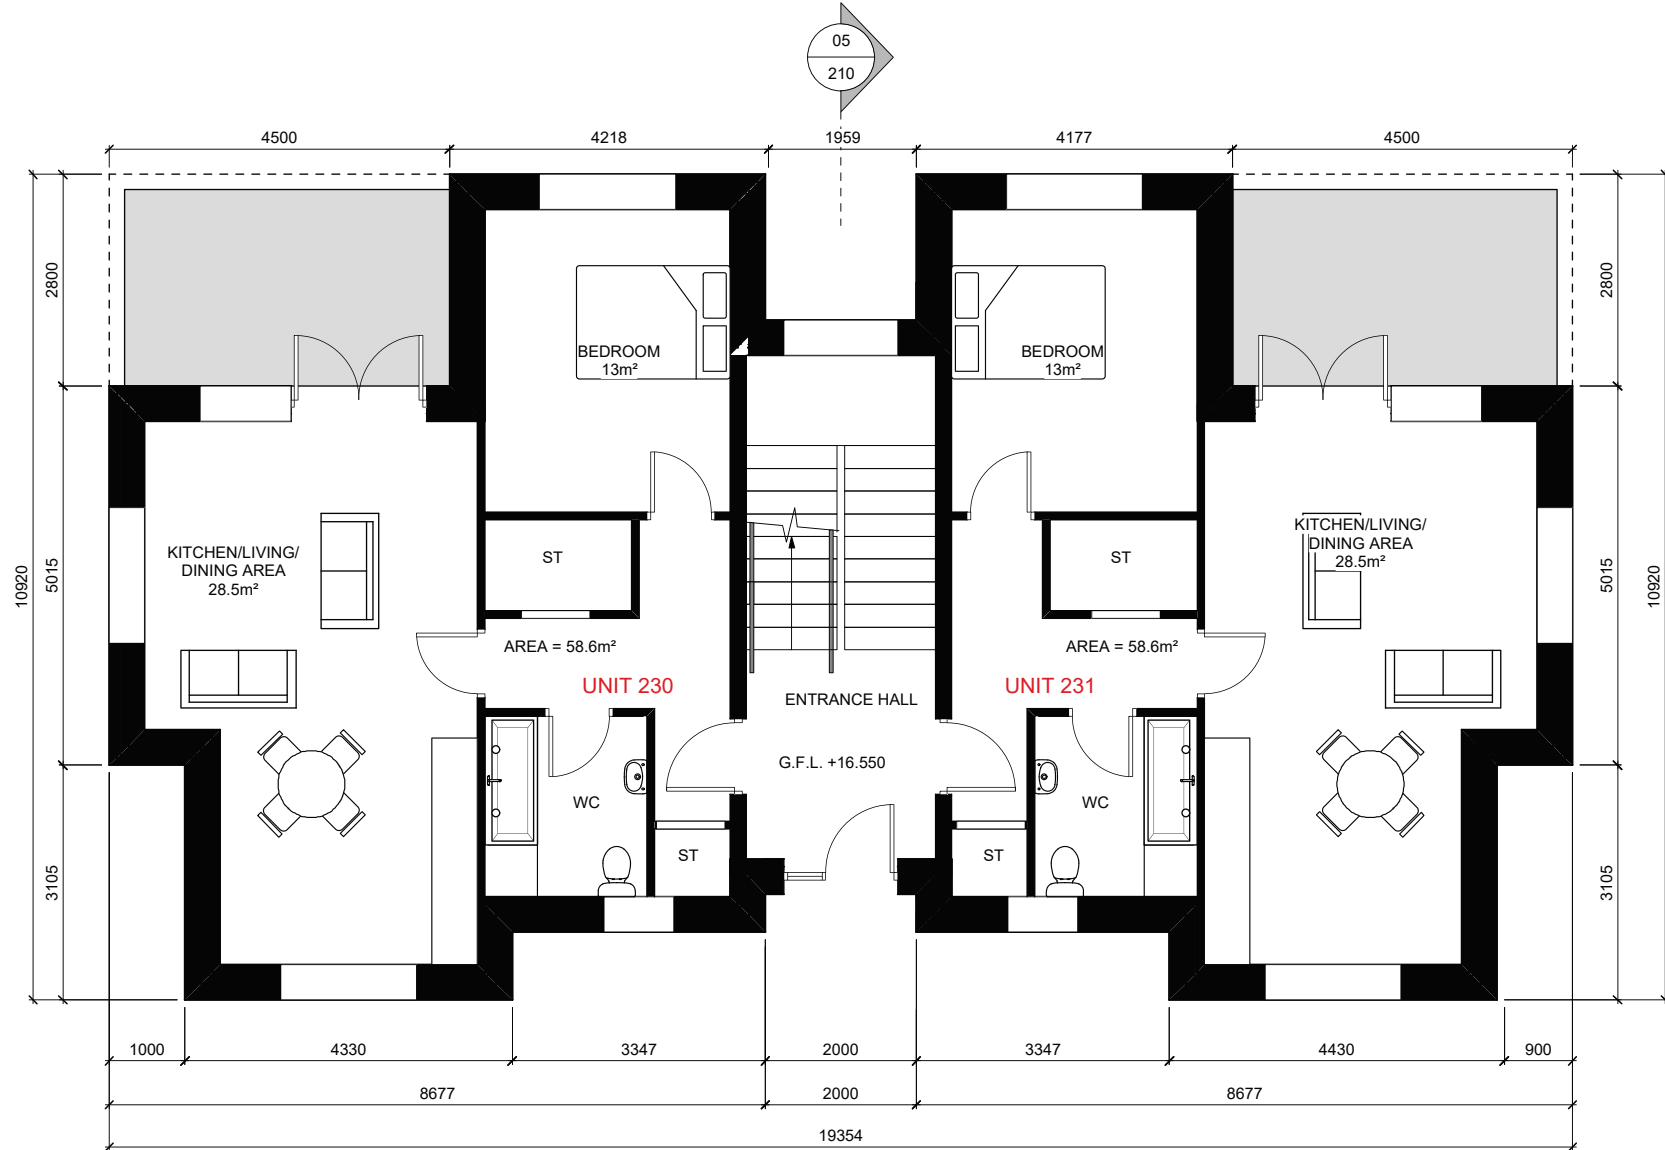 05
210
4500
4218
1959
4177
4500
2800
2800
BEDROOM
13m²
BEDROOM
13m²
10920
5015
KITCHEN/LIVING/
DINING AREA
28.5m²
ST
ST
KITCHEN/LIVING/
DINING AREA
28.5m²
5015
10920
AREA = 58.6m²
UNIT 230
AREA = 58.6m²
UNIT 231
ENTRANCE HALL
G.F.L. +16.550
WC
WC
ST
ST
3105
3105
1000
4330
3347
2000
3347
4430
900
8677
2000
8677
19354